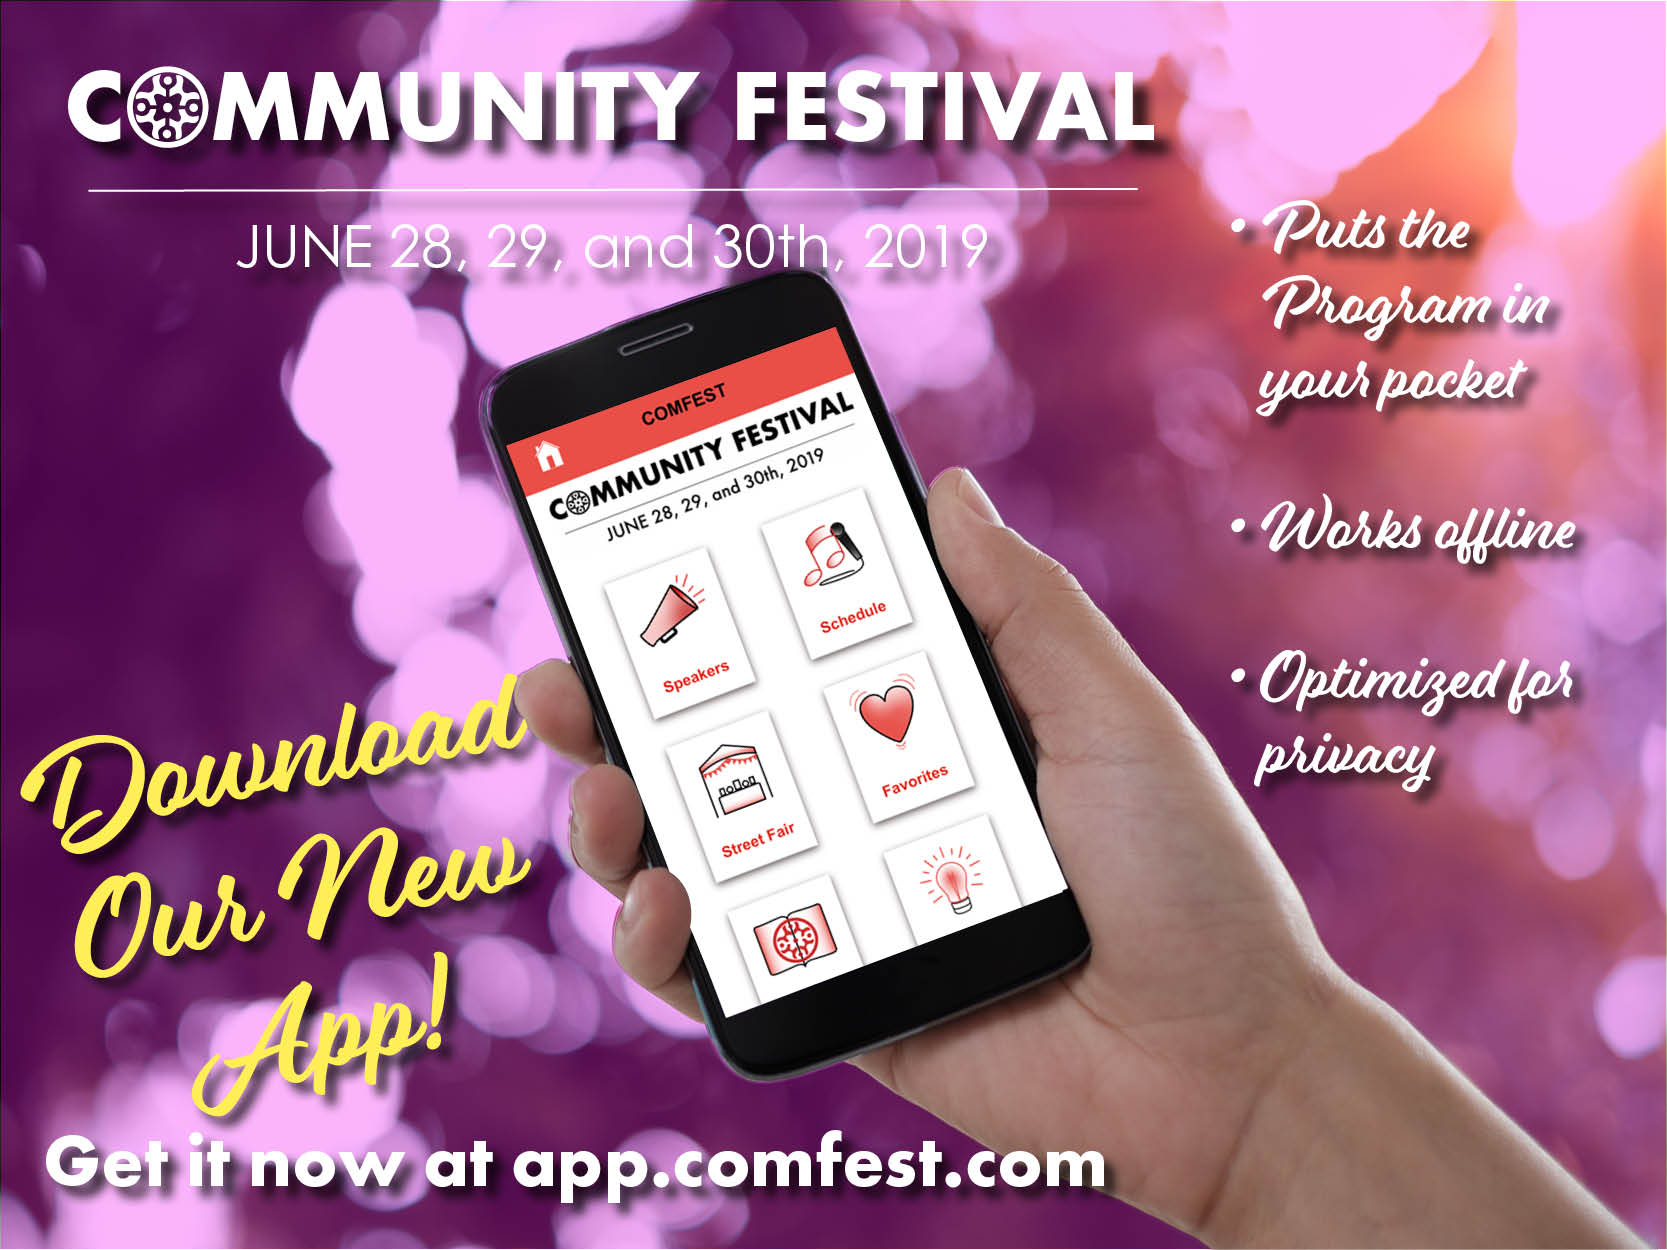 COMMUNITY FESTIVAL
JUNE 28, 29, and 30th, 2019
• Puts the
Program in
your pocket
• Works offline
• Optimized for
privacy
COMFEST
COMMUNITY FESTIVAL
JUNE 28, 29, and 30th, 2019
Speakers
Schedule
Street Fair
Favorites
Download
Our New
App!
Get it now at app.comfest.com